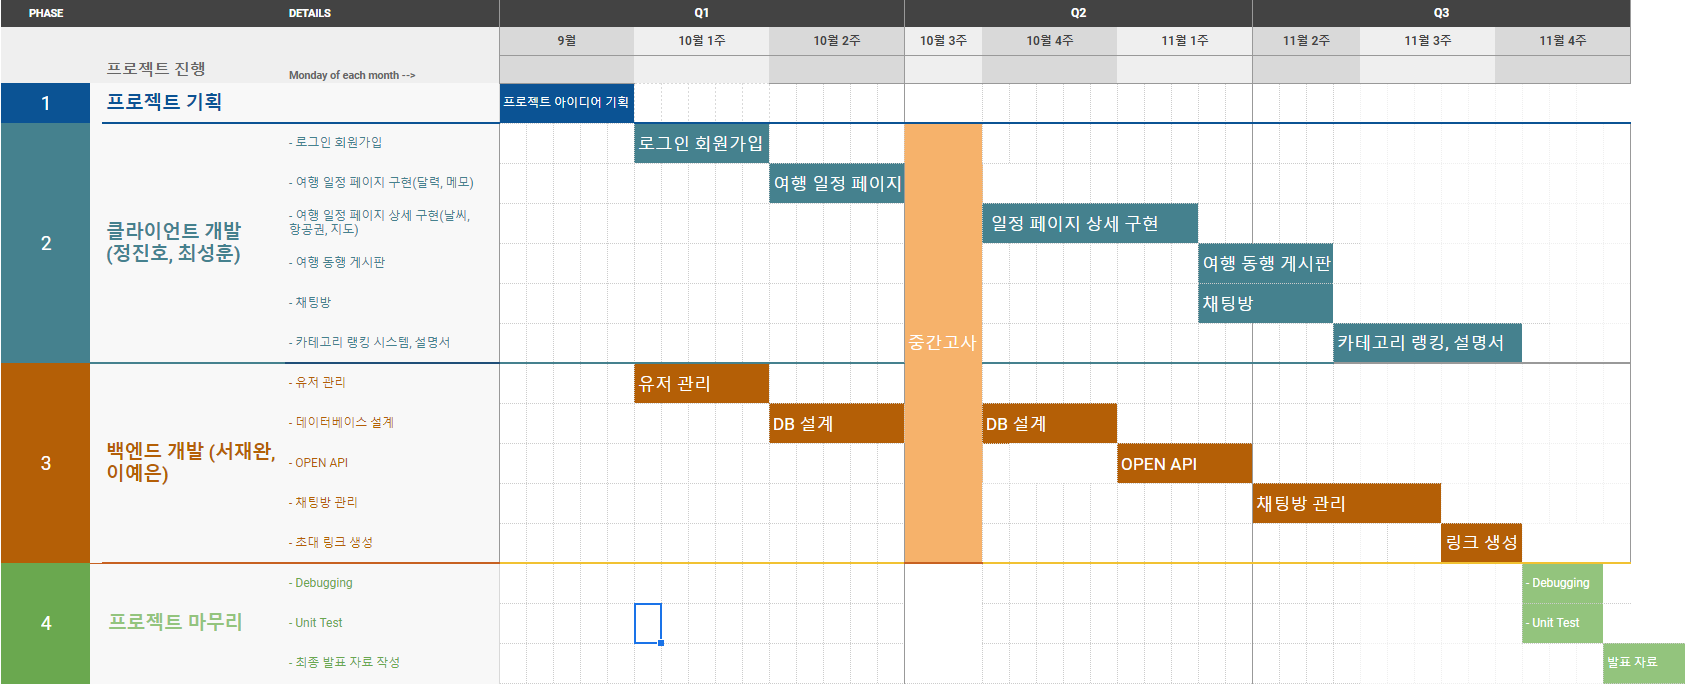 PHASE DETAILS Q1 Q2 Q3
9월 10월 1주 10월 2주 10월 3주 10월 4주 11월 1주 11월 2주 11월 3주 11월 4주
프로젝트 진행 Monday of each month -->
1 프로젝트 기획 프로젝트 아이디어 기획
2 클라이언트 개발
(정진호, 최성훈)
- 로그인 회원가입 로그인 회원가입
- 여행 일정 페이지 구현(달력, 메모) 여행 일정 페이지
- 여행 일정 페이지 상세 구현(날씨,
항공권, 지도) 일정 페이지 상세 구현
- 여행 동행 게시판 여행 동행 게시판
- 채팅방 채팅방
- 카테고리 랭킹 시스템, 설명서 카테고리 랭킹, 설명서
중간고사
3 백엔드 개발 (서재완,
이예은)
- 유저 관리 유저 관리
- 데이터베이스 설계 DB 설계 DB 설계
- OPEN API OPEN API
- 채팅방 관리 채팅방 관리
- 초대 링크 생성 링크 생성
4 프로젝트 마무리
- Debugging - Debugging
- Unit Test - Unit Test
- 최종 발표 자료 작성 발표 자료